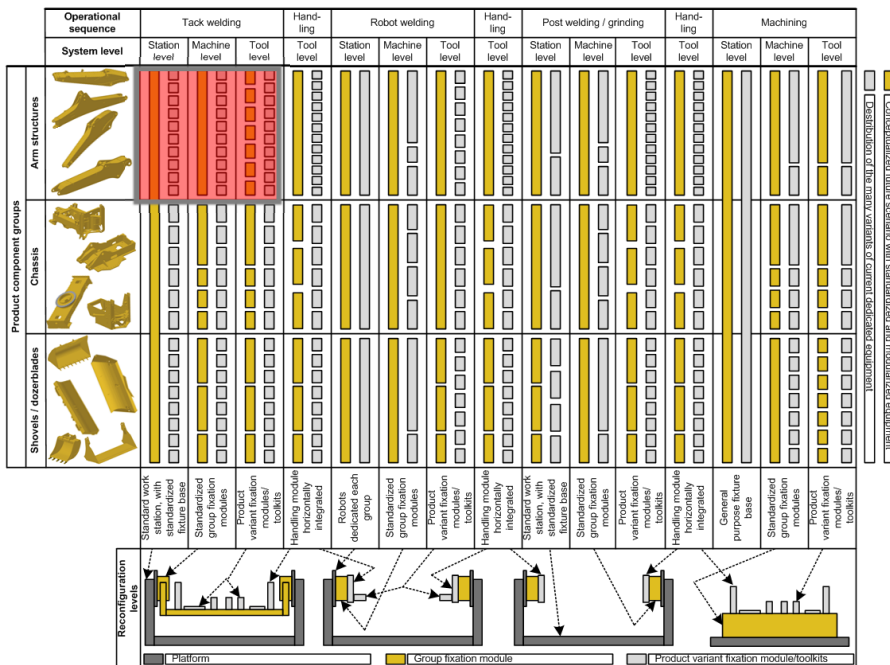 Operational sequence
Tack welding
Hand-
ling
Robot welding
Hand-
ling
Post welding / grinding
Hand-
ling
Machining
System level
Station level
Machine level
Tool level
Tool level
Station level
Machine level
Tool level
Tool level
Station level
Machine level
Tool level
Tool level
Station level
Machine level
Tool level
Product component groups
Arm structures
Chassis
Shovels / dozerblades
Conceptualized future scenario with standardized and modularized equipment
Destribution of the many variants of current dedicated equipment
Standard work station, with standardized fixture base
Standardized group fixation modules
Product variant fixation modules/ toolkits
Handling module horizontally integrated
Robots dedicated each group
Standardized group fixation modules
Product variant fixation modules/ toolkits
Handling module horizontally integrated
Standard work station, with standardized fixture base
Standardized group fixation modules
Product variant fixation modules/ toolkits
Handling module horizontally integrated
General purpose fixture base
Standardized group fixation modules
Product variant fixation modules/ toolkits
Reconfiguration levels
Platform
Group fixation module
Product variant fixation module/toolkits